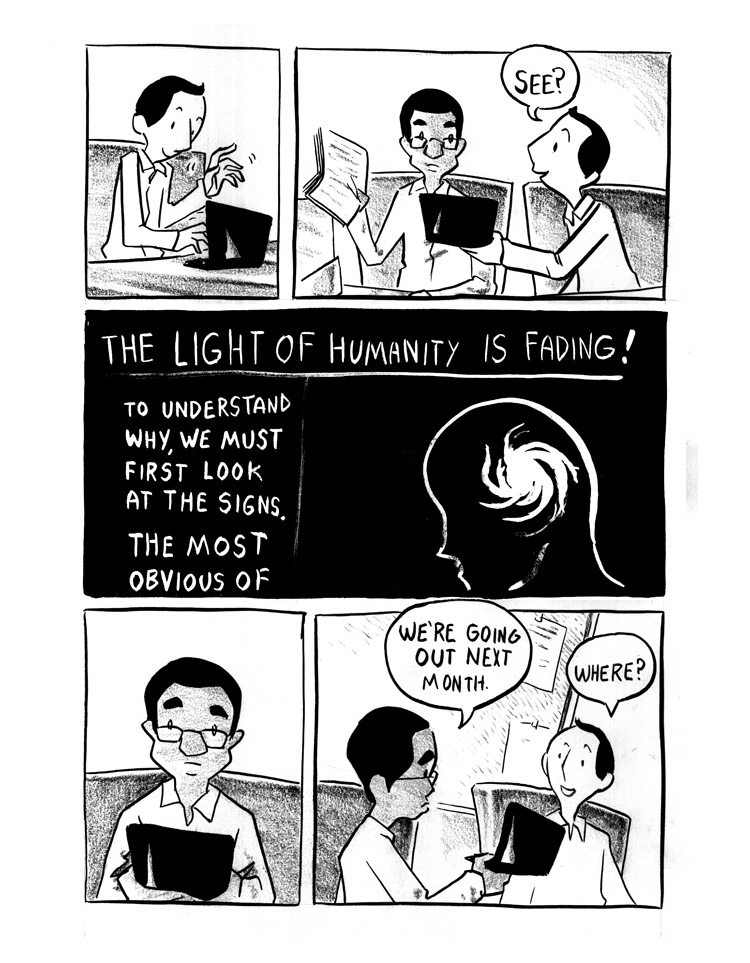 SEE?
THE LIGHT OF HUMANITY IS FADING!
TO UNDERSTAND
WHY, WE MUST
FIRST LOOK
AT THE SIGNS.
THE MOST
OBVIOUS OF
WE'RE GOING
OUT NEXT
MONTH.
WHERE?